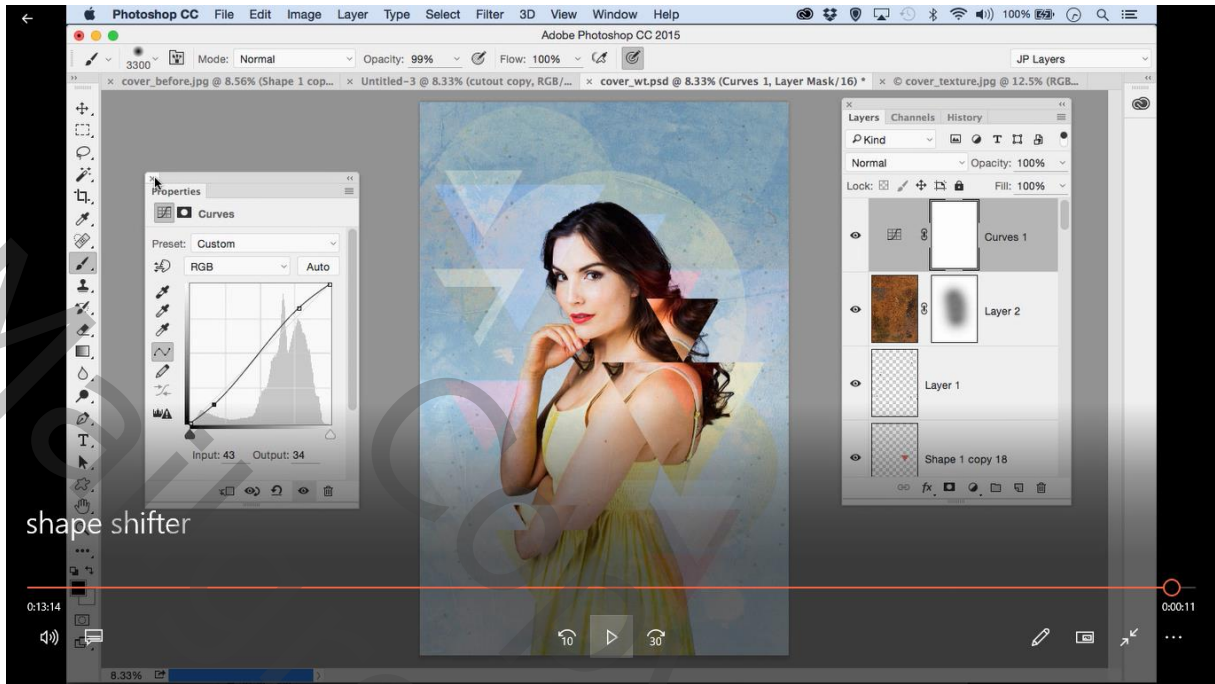 Photoshop CC File Edit Image Layer Type Select Filter 3D View Window Help 100%
Adobe Photoshop CC 2015
3300 Mode: Normal Opacity: 99% Flow: 100% JP Layers
× cover_before.jpg @ 8.56% (Shape 1 cop... × Untitled-3 @ 8.33% (cutout copy, RGB/... × cover_wt.psd @ 8.33% (Curves 1, Layer Mask/16) * × © cover_texture.jpg @ 12.5% (RGB...
Layers Channels History
Kind
Normal Opacity: 100%
Lock: Fill: 100%
Properties
Curves
Preset: Custom
RGB Auto
Curves 1
Layer 2
Layer 1
Shape 1 copy 18
Input: 43 Output: 34
shape shifter
0:13:14 0:00:11
10 30
8.33%